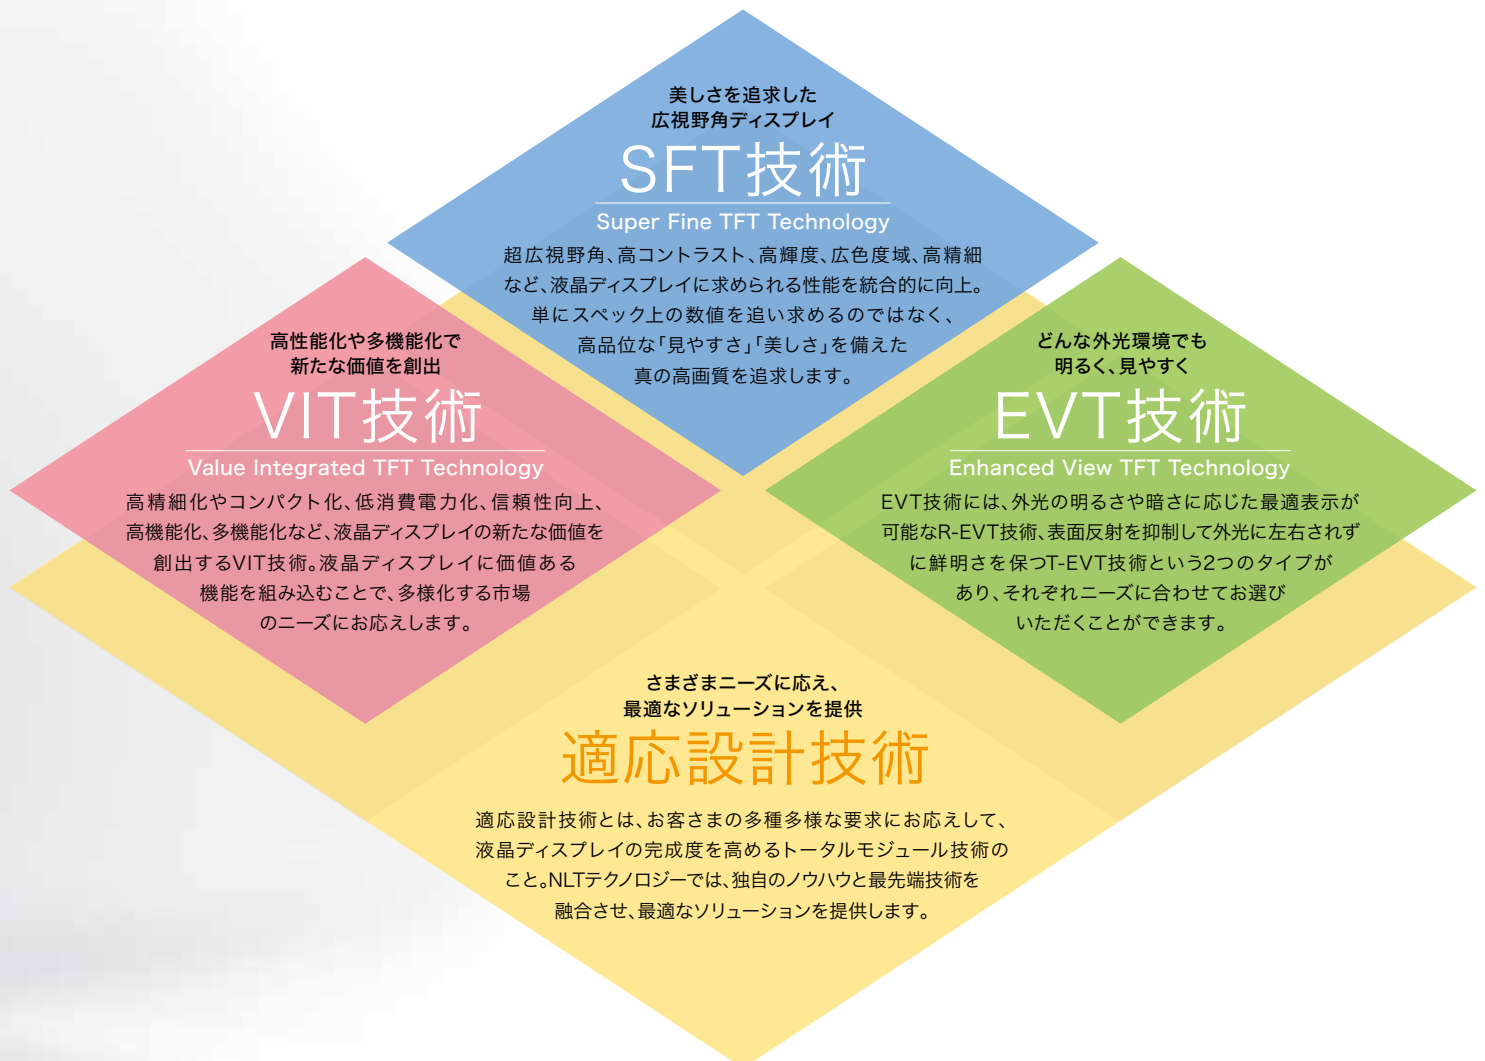 美しさを追求した
広視野角ディスプレイ
SFT技術
Super Fine TFT Technology
超広視野角、高コントラスト、高輝度、広色度域、高精細
など、液晶ディスプレイに求められる性能を統合的に向上。
単にスペック上の数値を追い求めるのではなく、
高品位な「見やすさ」「美しさ」を備えた
真の高画質を追求します。
高性能化や多機能化で
新たな価値を創出
VIT技術
Value Integrated TFT Technology
高精細化やコンパクト化、低消費電力化、信頼性向上、
高機能化、多機能化など、液晶ディスプレイの新たな価値を
創出するVIT技術。液晶ディスプレイに価値ある
機能を組み込むことで、多様化する市場
のニーズにお応えします。
どんな外光環境でも
明るく、見やすく
EVT技術
Enhanced View TFT Technology
EVT技術には、外光の明るさや暗さに応じた最適表示が
可能なR-EVT技術、表面反射を抑制して外光に左右されず
に鮮明さを保つT-EVT技術という2つのタイプが
あり、それぞれニーズに合わせてお選び
いただくことができます。
さまざまニーズに応え、
最適なソリューションを提供
適応設計技術
適応設計技術とは、お客さまの多種多様な要求にお応えして、
液晶ディスプレイの完成度を高めるトータルモジュール技術の
こと。NLTテクノロジーでは、独自のノウハウと最先端技術を
融合させ、最適なソリューションを提供します。